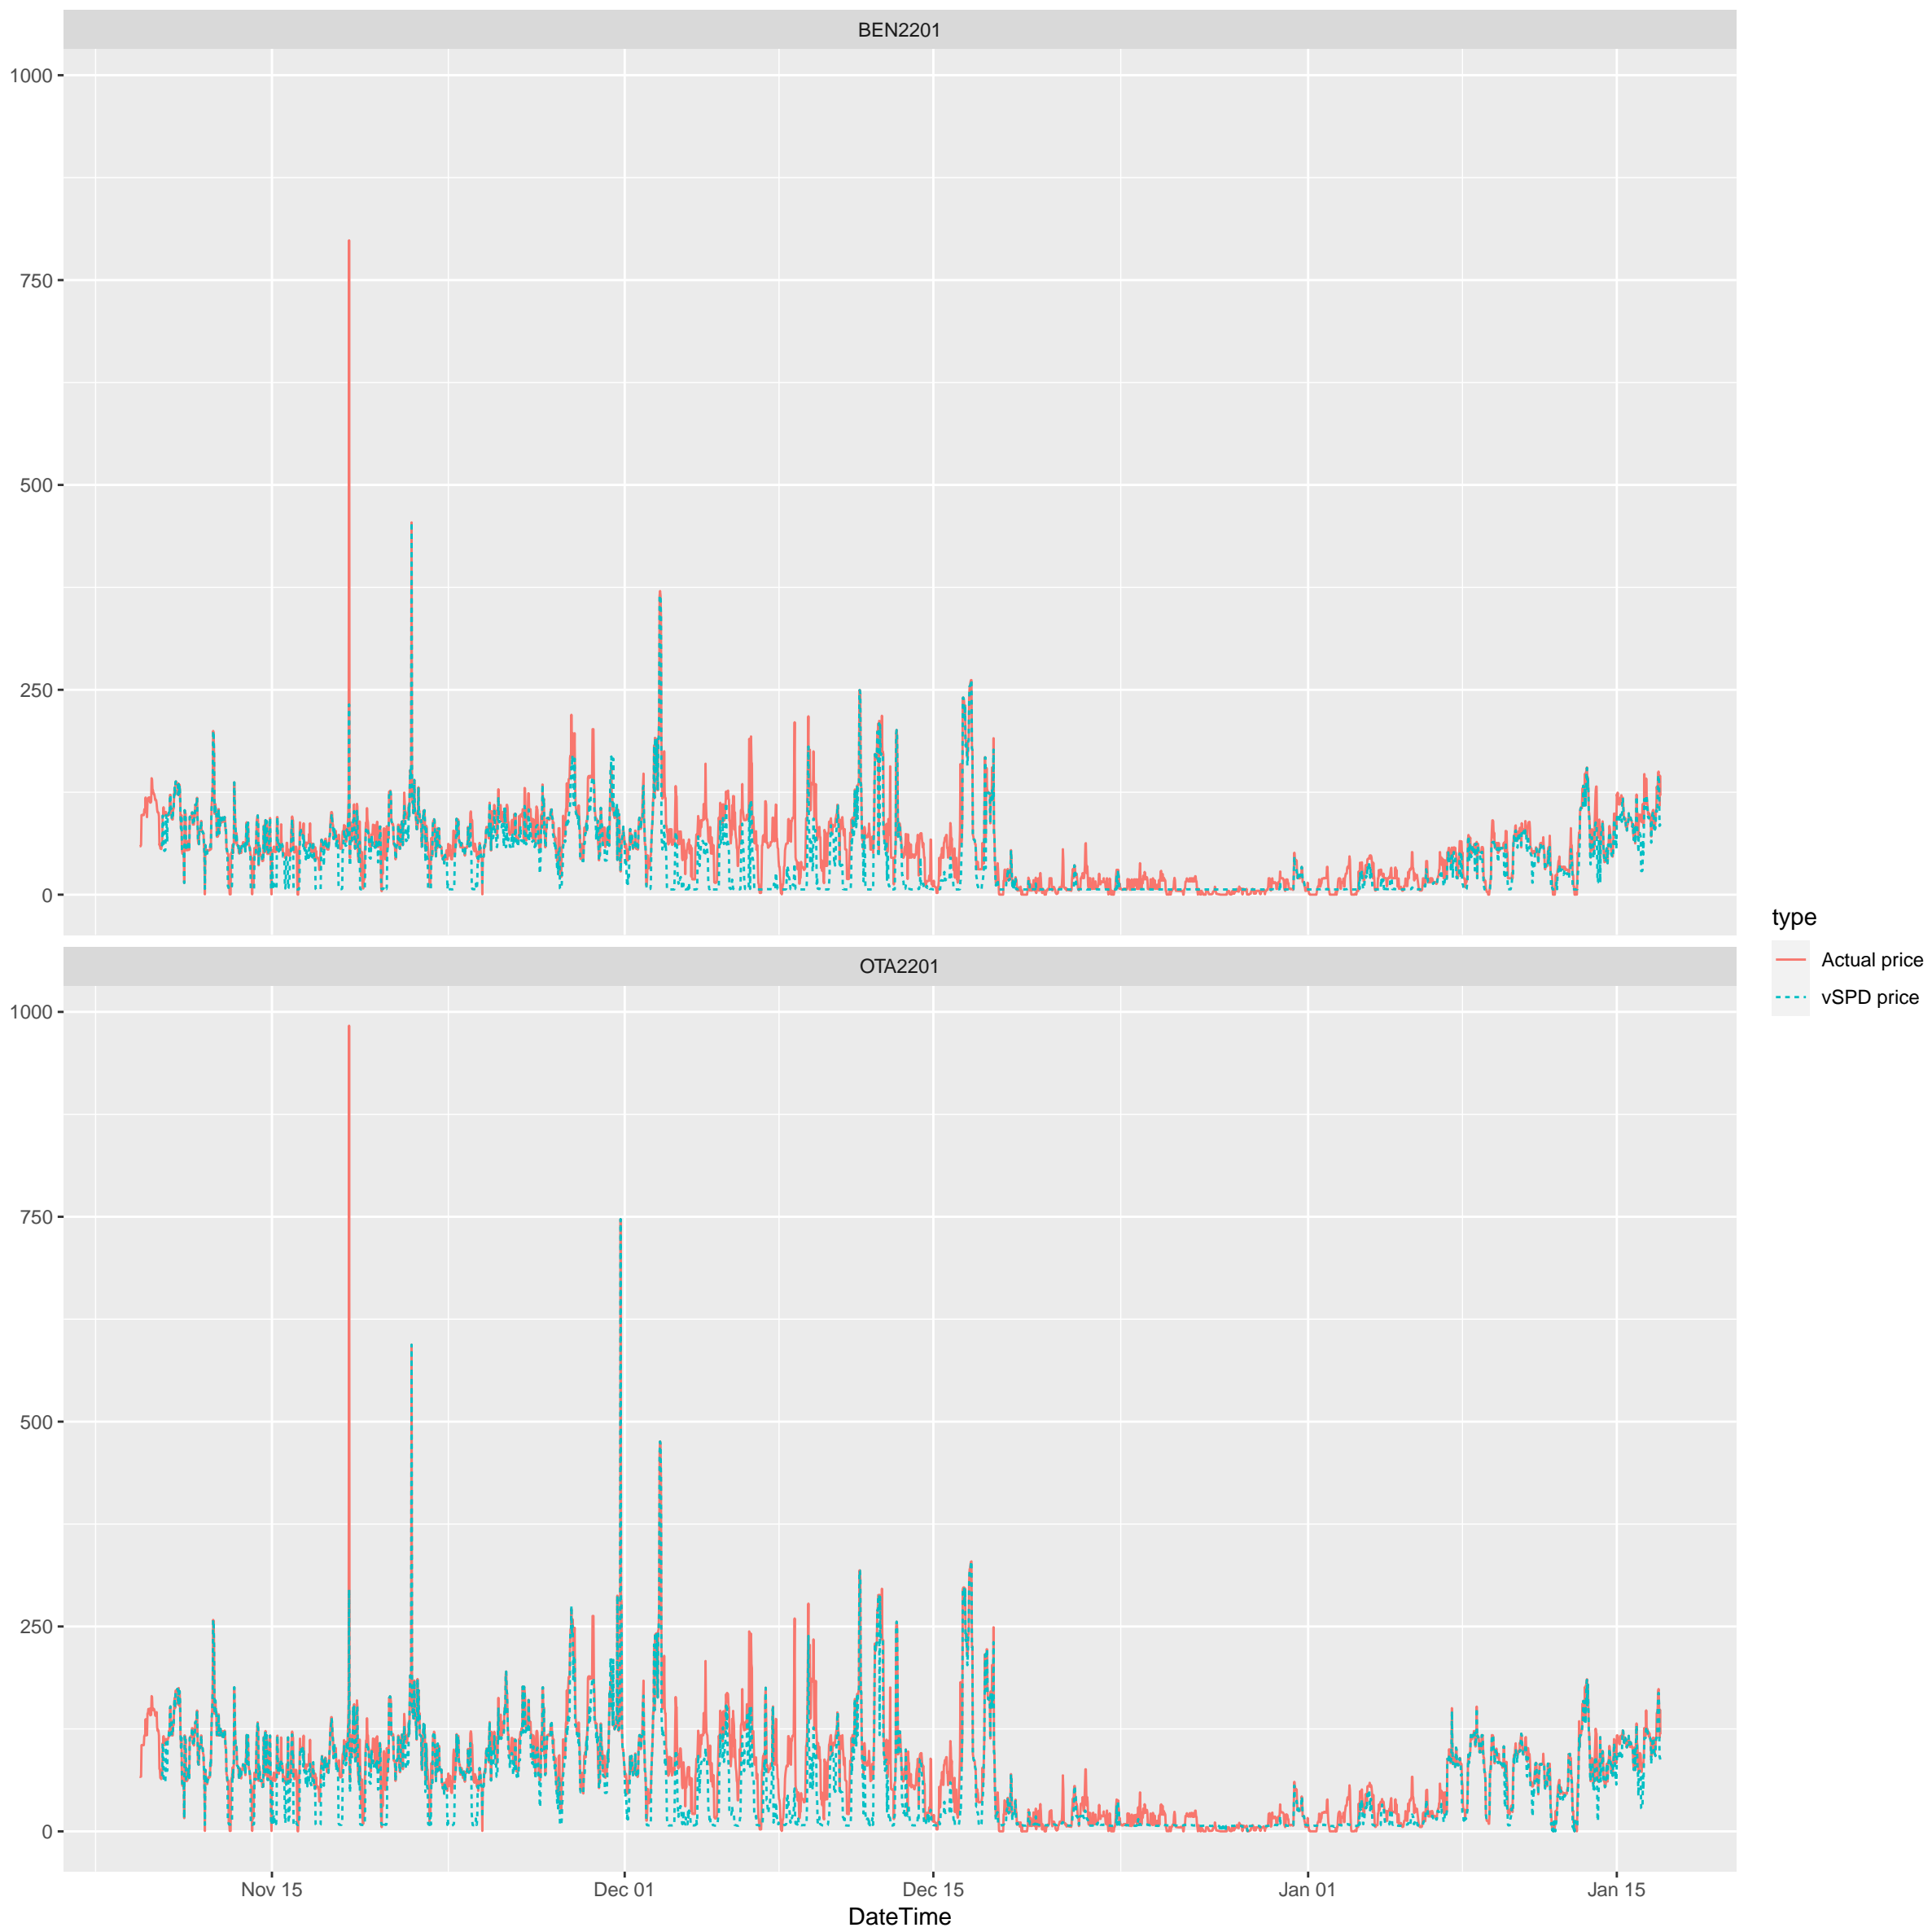 BEN2201
1000
750
500
250
0
OTA2201
1000
750
500
250
0
Nov 15
Dec 01
Dec 15
Jan 01
Jan 15
DateTime
type
Actual price
vSPD price